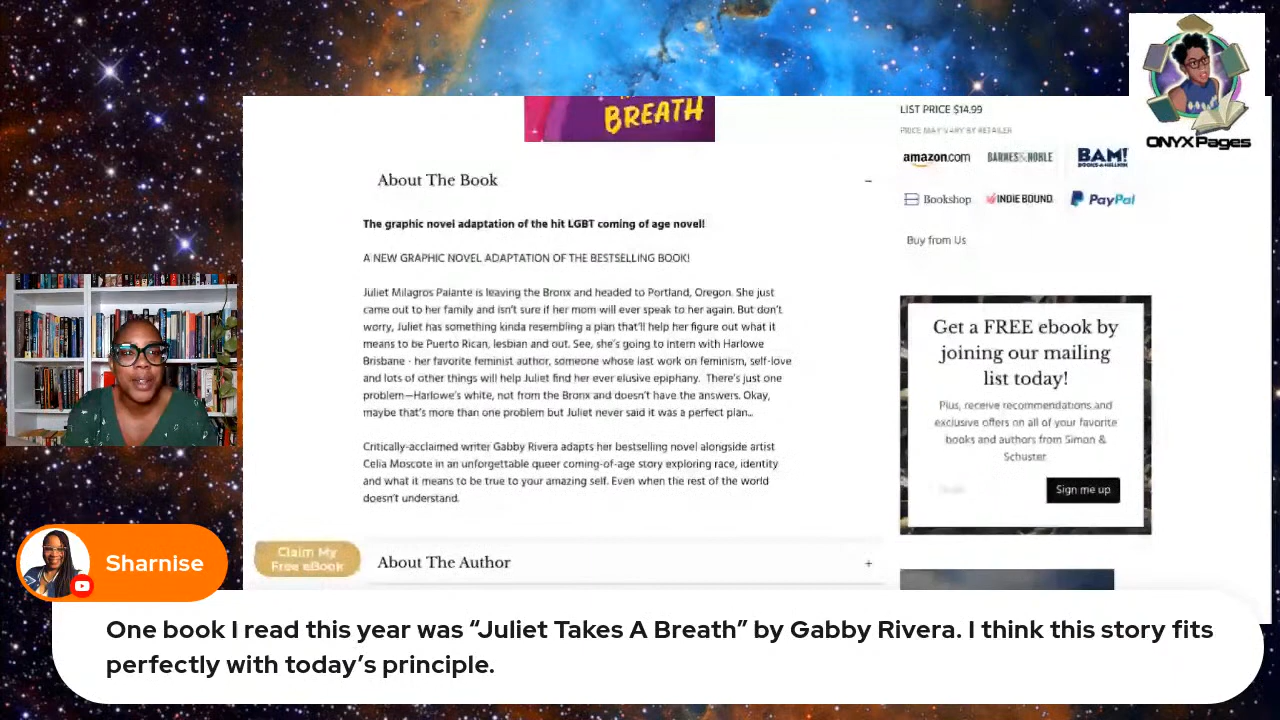 BREATH
About The Book
The graphic novel adaptation of the hit LGBT coming of age novel!
A NEW GRAPHIC NOVEL ADAPTATION OF THE BESTSELLING BOOK!
Juliet Milagros Palante is leaving the Bronx and headed to Portland, Oregon. She just
came out to her family and isn't sure if her mom will ever speak to her again. But don't
worry, Juliet has something kinda resembling a plan that'll help her figure out what it
means to be Puerto Rican, lesbian and out. See, she's going to intern with Harlowe
Brisbane - her favorite feminist author, someone whose last work on feminism, self-love
and lots of other things will help Juliet find her ever elusive epiphany. There's just one
problem—Harlowe's white, not from the Bronx and doesn't have the answers. Okay,
maybe that's more than one problem but Juliet never said it was a perfect plan...
Critically-acclaimed writer Gabby Rivera adapts her bestselling novel alongside artist
Celia Moscote in an unforgettable queer coming-of-age story exploring race, identity
and what it means to be true to your amazing self. Even when the rest of the world
doesn't understand.
Claim My
Free eBook
About The Author
LIST PRICE $14.99
PRICE MAY VARY BY RETAILER
amazon.com
BARNES & NOBLE
BAM!
BOOKS-A-MILLION
Bookshop
INDIE BOUND
PayPal
Buy from Us
Get a FREE ebook by
joining our mailing
list today!
Plus, receive recommendations and
exclusive offers on all of your favorite
books and authors from Simon &
Schuster.
Sign me up
ONYX Pages
Sharnise
One book I read this year was “Juliet Takes A Breath” by Gabby Rivera. I think this story fits
perfectly with today’s principle.